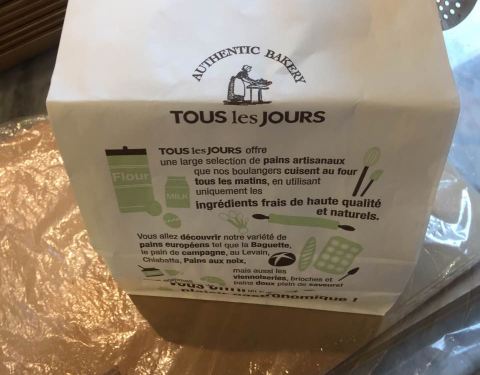 AUTHENTIC BAKERY
TOUS les JOURS
TOUS les JOURS offre
une large selection de pains artisanaux
que nos boulangers cuisent au four
tous les matins, en utilisant
uniquement les
ingrédients frais de haute qualité
et naturels.
Flour
MILK
Vous allez découvrir notre variété de
pains européens tel que la Baguette,
le pain de campagne, au Levain,
Chiabatta, Pains aux noix,
mais aussi les
viennoiseries, brioches et
pains doux plein de saveurs!